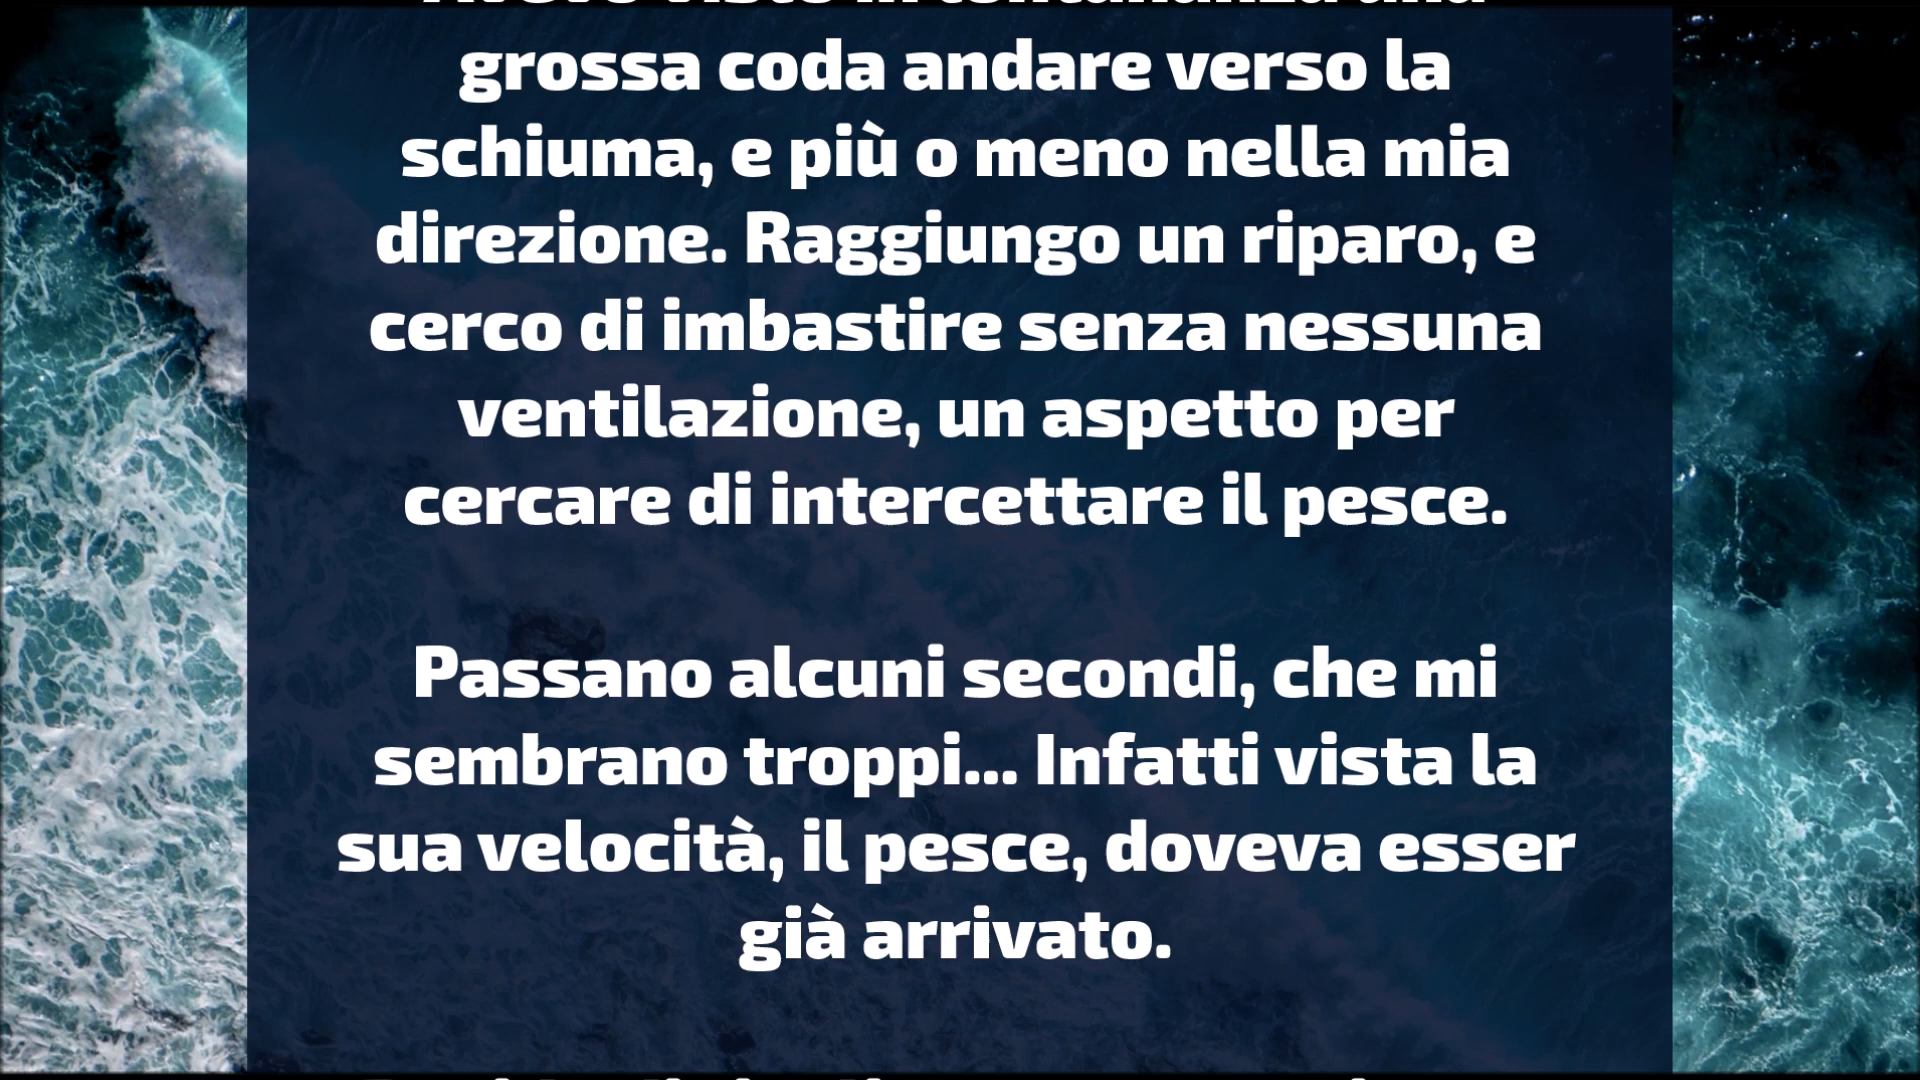 grossa coda andare verso la
schiuma, e più o meno nella mia
direzione. Raggiungo un riparo, e
cerco di imbastire senza nessuna
ventilazione, un aspetto per
cercare di intercettare il pesce.
Passano alcuni secondi, che mi
sembrano troppi... Infatti vista la
sua velocità, il pesce, doveva esser
già arrivato.